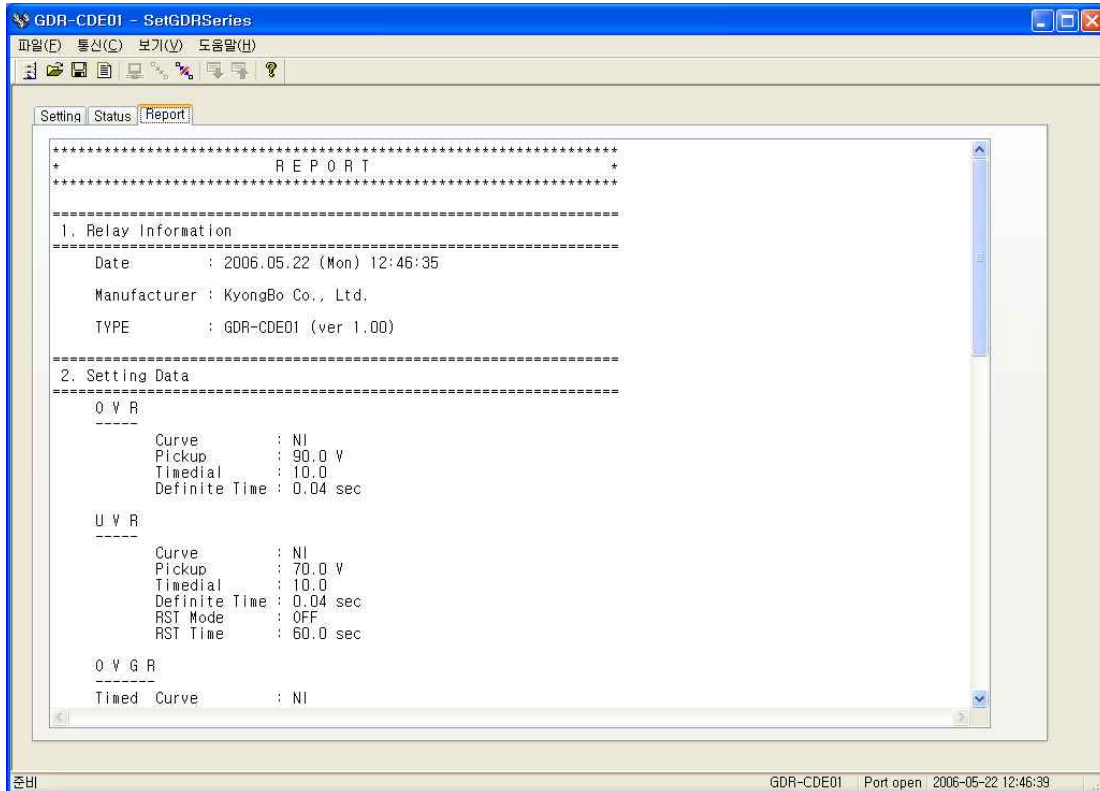 GDR-CDE01 - SetGDRSeries
파일(F) 통신(C) 보기(V) 도움말(H)
Setting Status Report
******************************************************************
* R E P O R T *
******************************************************************
==================================================================
1. Relay Information
==================================================================
Date : 2006.05.22 (Mon) 12:46:35
Manufacturer : KyongBo Co., Ltd.
TYPE : GDR-CDE01 (ver 1.00)
==================================================================
2. Setting Data
==================================================================
O V R
-----
Curve : NI
Pickup : 90.0 V
Timedial : 10.0
Definite Time : 0.04 sec
U V R
-----
Curve : NI
Pickup : 70.0 V
Timedial : 10.0
Definite Time : 0.04 sec
RST Mode : OFF
RST Time : 60.0 sec
O V G R
-------
Timed Curve : NI
준비 GDR-CDE01 Port open 2006-05-22 12:46:39